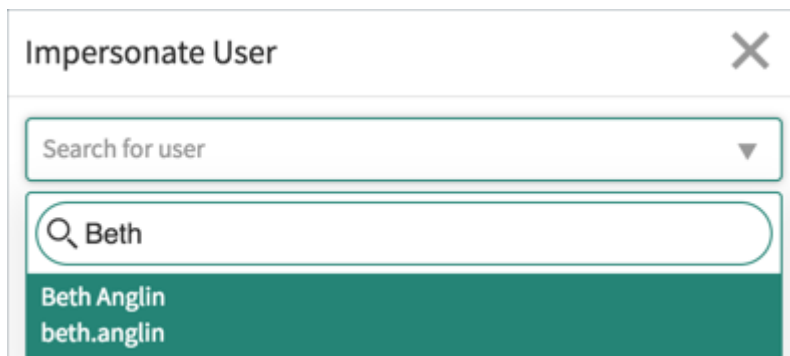 Impersonate User
Search for user
Beth
Beth Anglin
beth.anglin